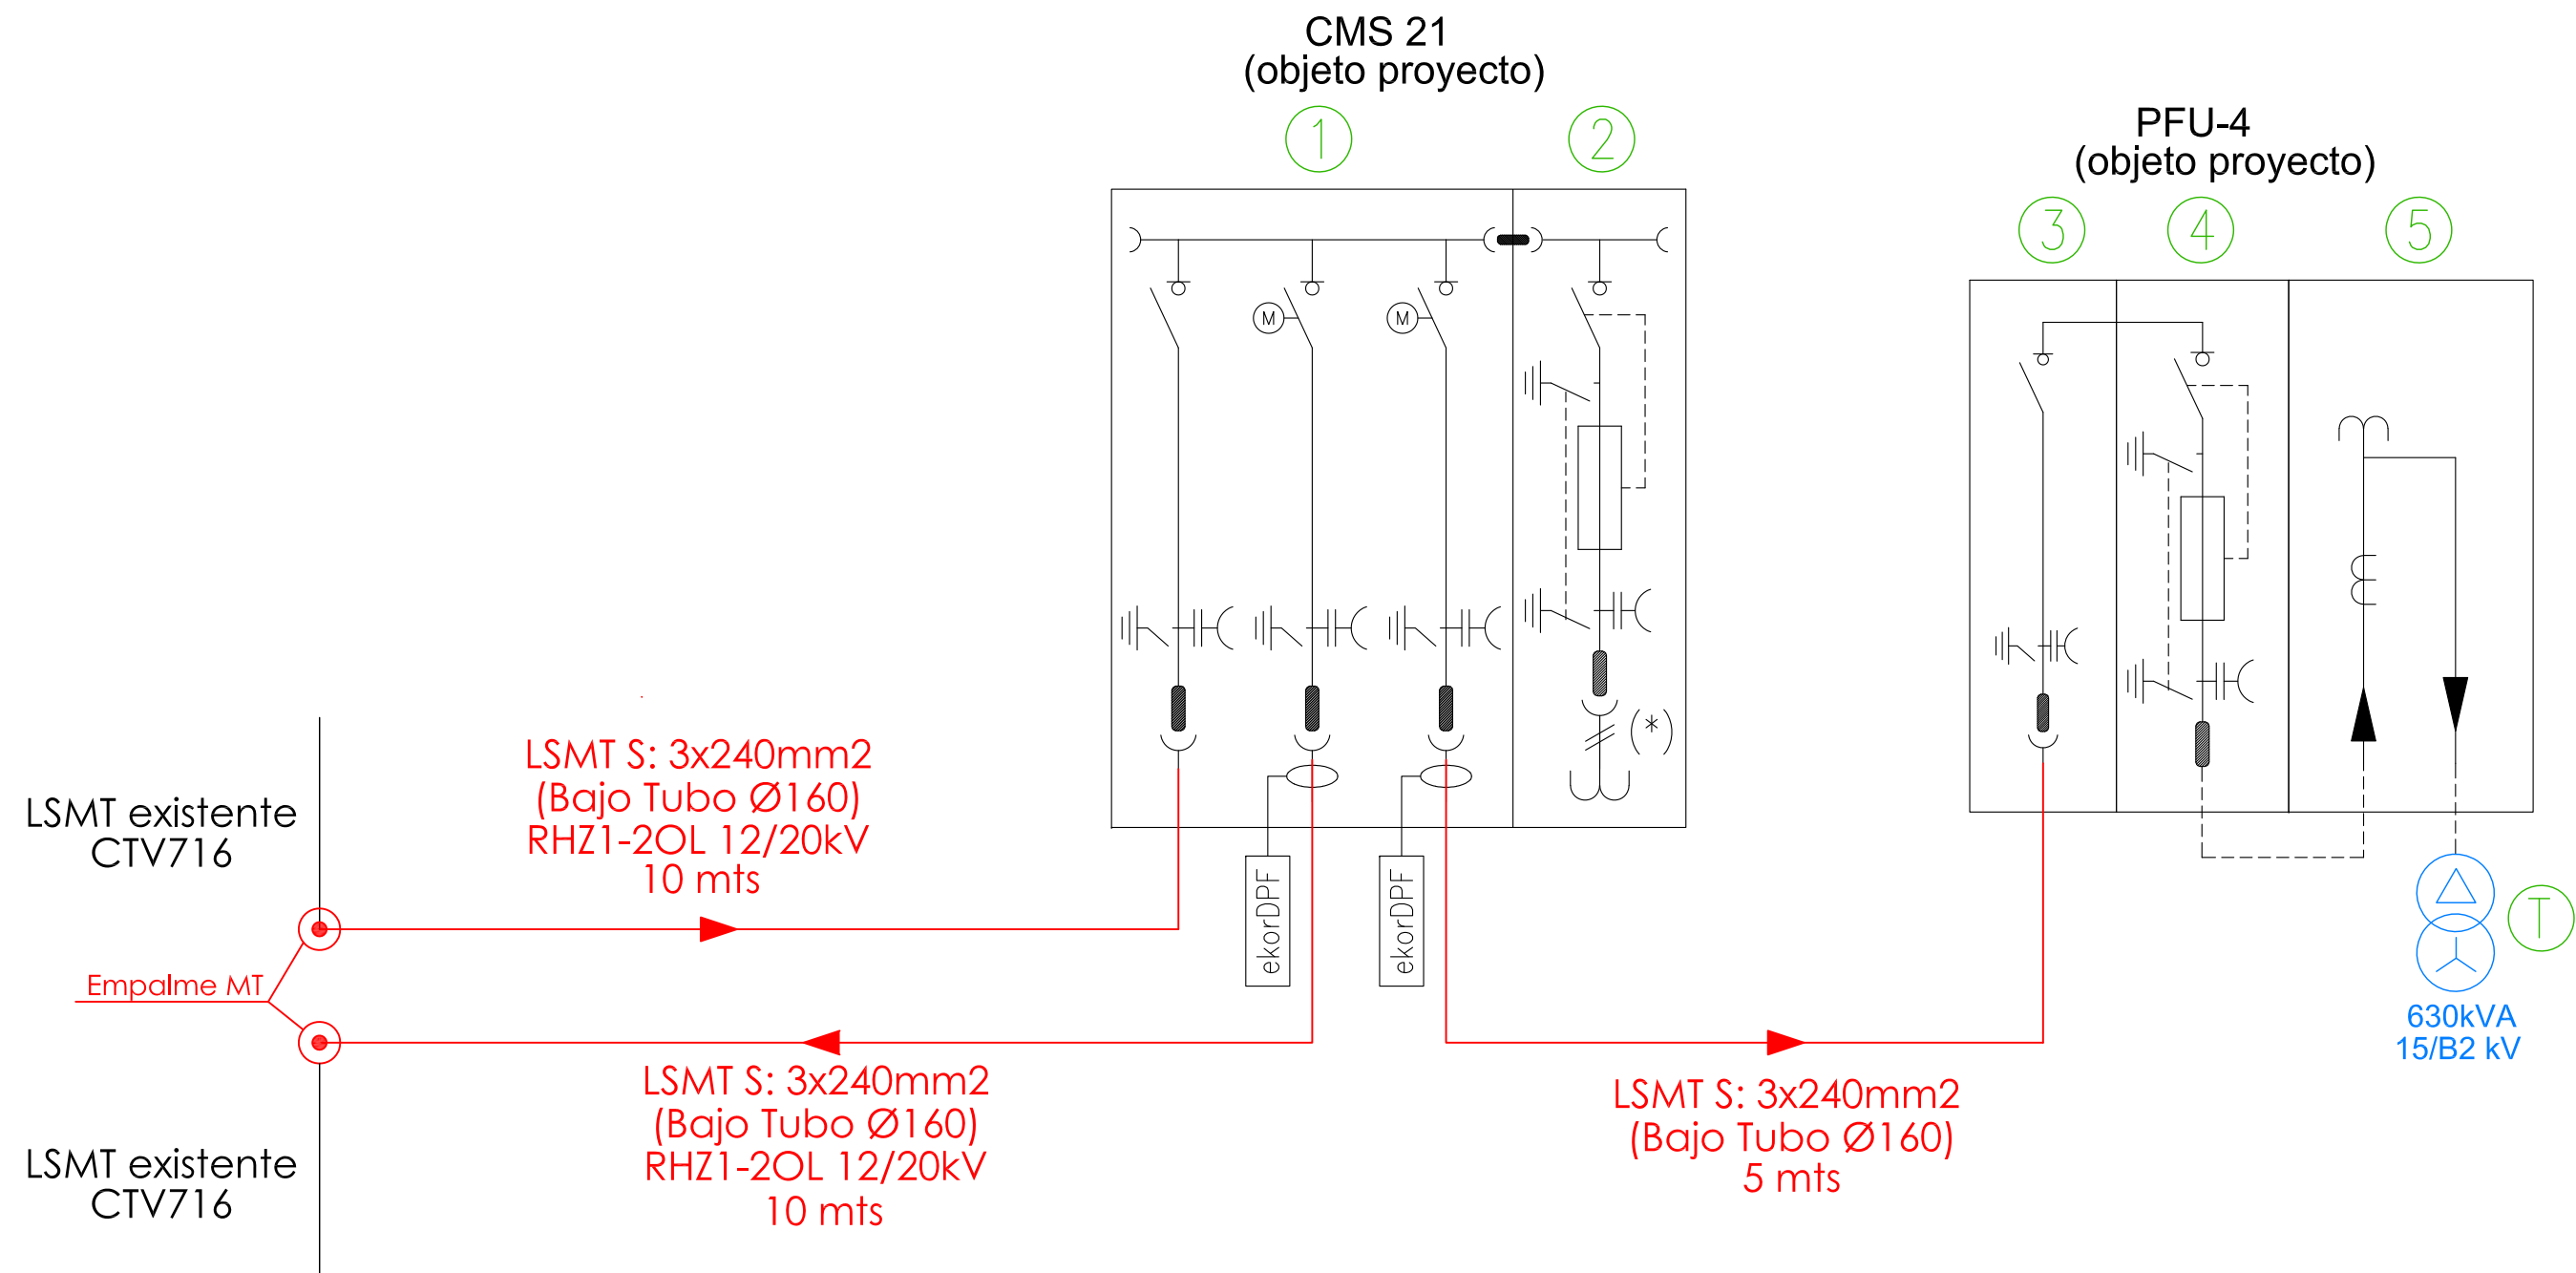 CMS 21
(objeto proyecto)
1
2
PFU-4
(objeto proyecto)
3
4
5
M
M
(*)
LSMT S: 3x240mm2
(Bajo Tubo Ø160)
RHZ1-2OL 12/20kV
10 mts
LSMT existente
CTV716
ekorDPF
ekorDPF
T
Empalme MT
630kVA
15/B2 kV
LSMT S: 3x240mm2
(Bajo Tubo Ø160)
RHZ1-2OL 12/20kV
10 mts
LSMT S: 3x240mm2
(Bajo Tubo Ø160)
5 mts
LSMT existente
CTV716